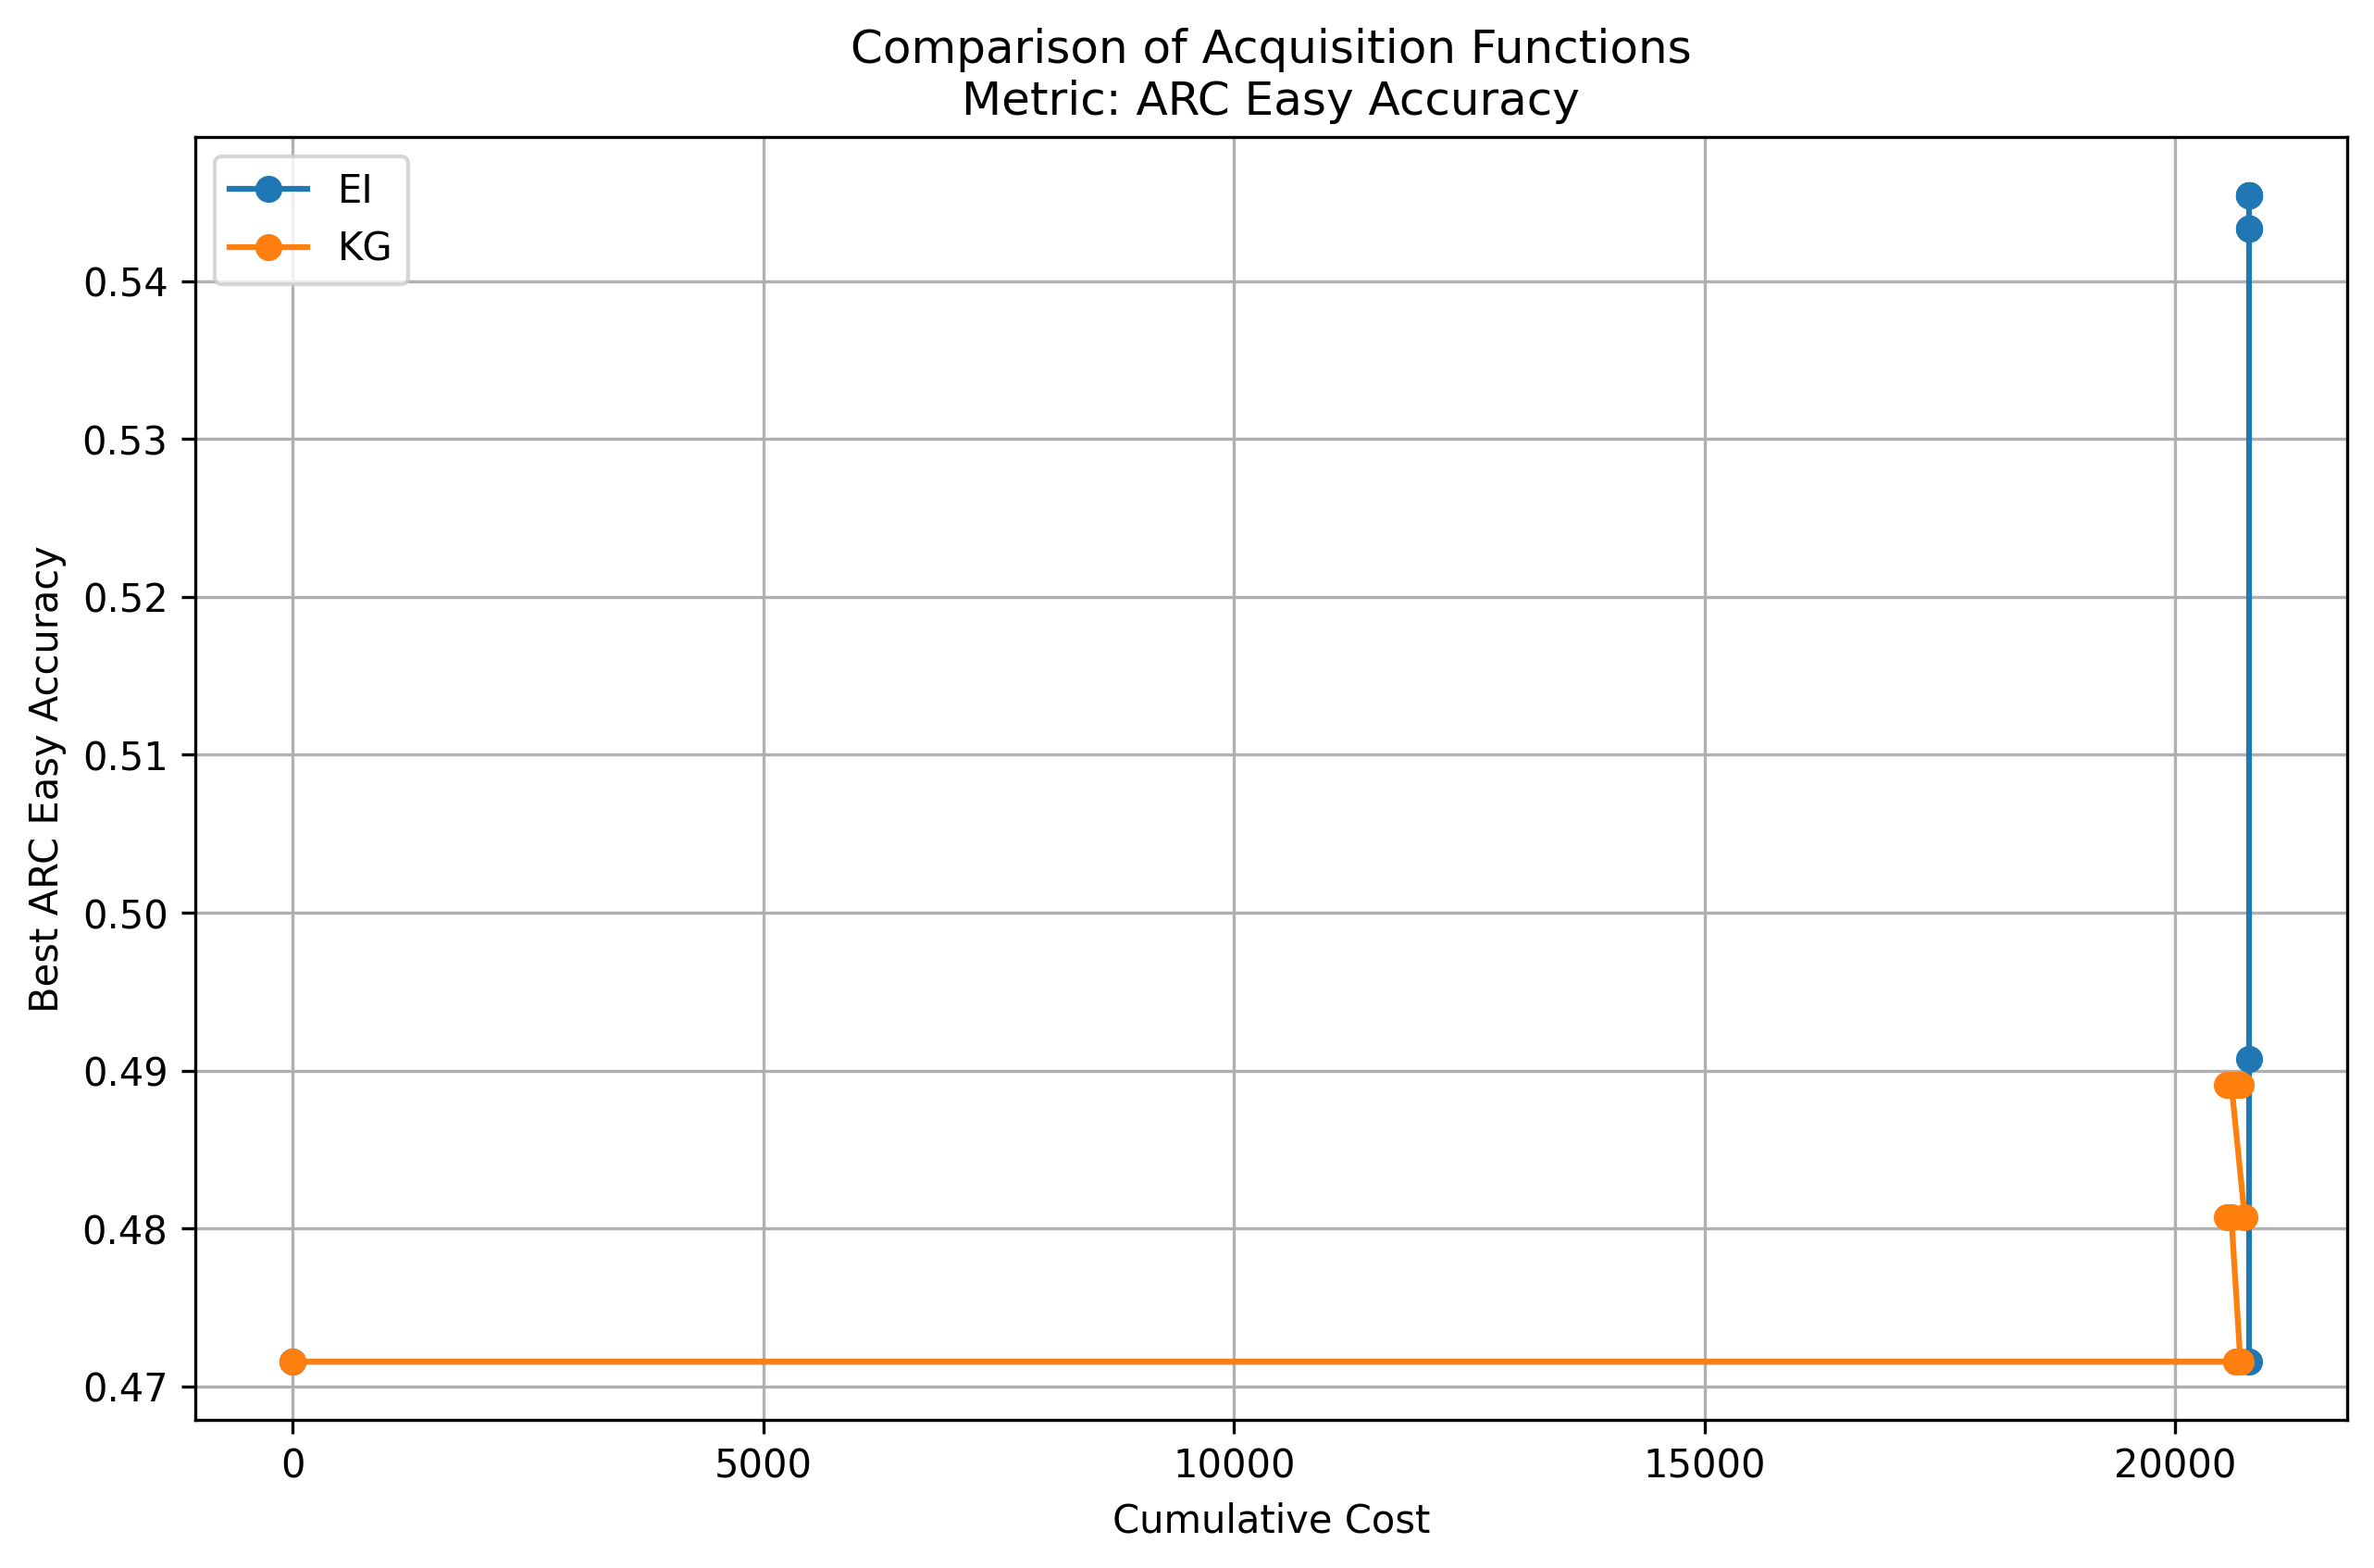 Comparison of Acquisition Functions
Metric: ARC Easy Accuracy
EI
KG
Best ARC Easy Accuracy
0.54
0.53
0.52
0.51
0.50
0.49
0.48
0.47
0
5000
10000
15000
20000
Cumulative Cost